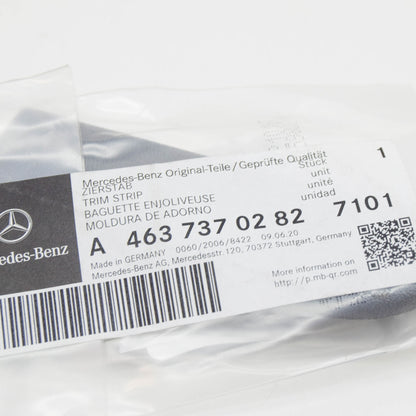 Mercedes-Benz Original-Teile/Geprüfte Qualität
ZIERSTAB Stück 1
TRIM STRIP unit
BAGUETTE ENJOLIVEUSE unité
MOLDURA DE ADORNO unidad
A 463 737 02 82 7101
Made in GERMANY 0060/2006/8422 09.06.20
Mercedes-Benz AG, Mercedesstr 120, 70372 Stuttgart, Germany
edes-Benz
More information on
http://p.mb-qr.com